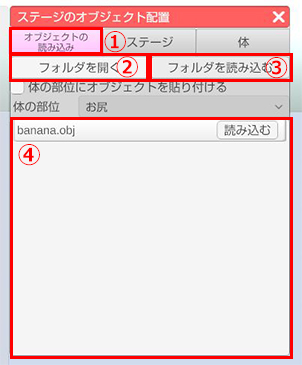 ステージのオブジェクト配置 ×
オブジェクトの
読み込み ① ステージ 体
フォルダを開く ② フォルダを読み込む ③
体の部位にオブジェクトを貼り付ける
体の部位 お尻
banana.obj 読み込む
④